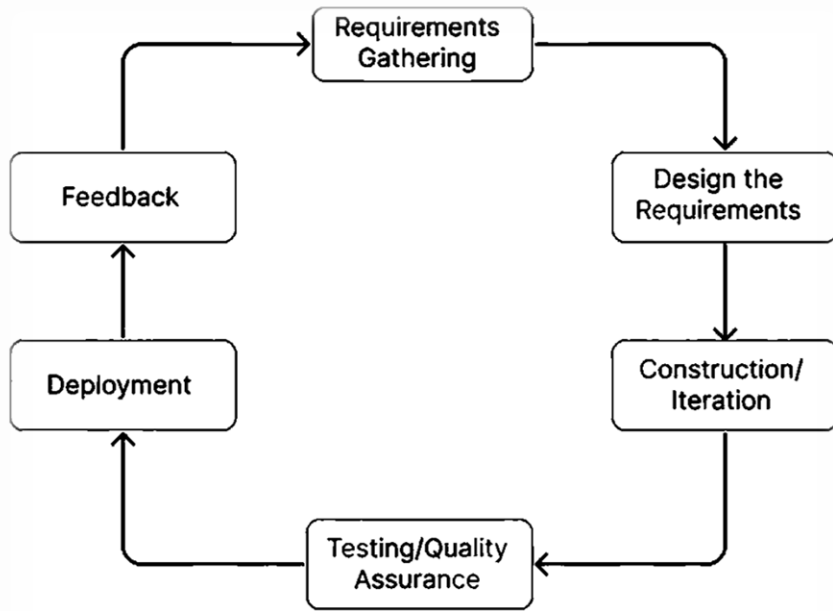 Requirements
Gathering
Feedback
Design the
Requirements
Deployment
Construction/
Iteration
Testing/Quality
Assurance